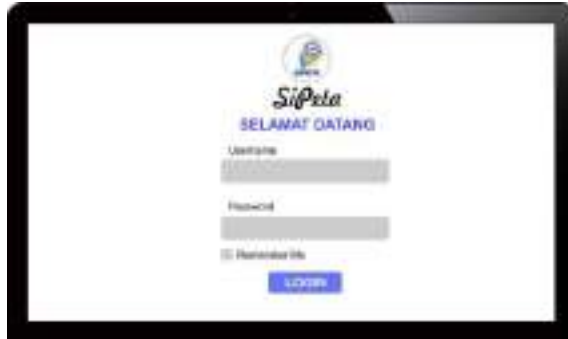 SiPeta
SELAMAT DATANG
Username
Password
Remember Me
LOGIN